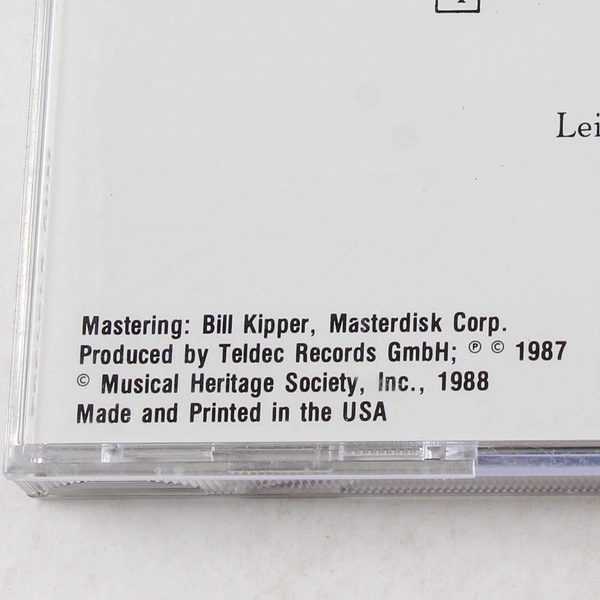 Lei
Mastering: Bill Kipper, Masterdisk Corp.
Produced by Teldec Records GmbH; ℗ © 1987
© Musical Heritage Society, Inc., 1988
Made and Printed in the USA